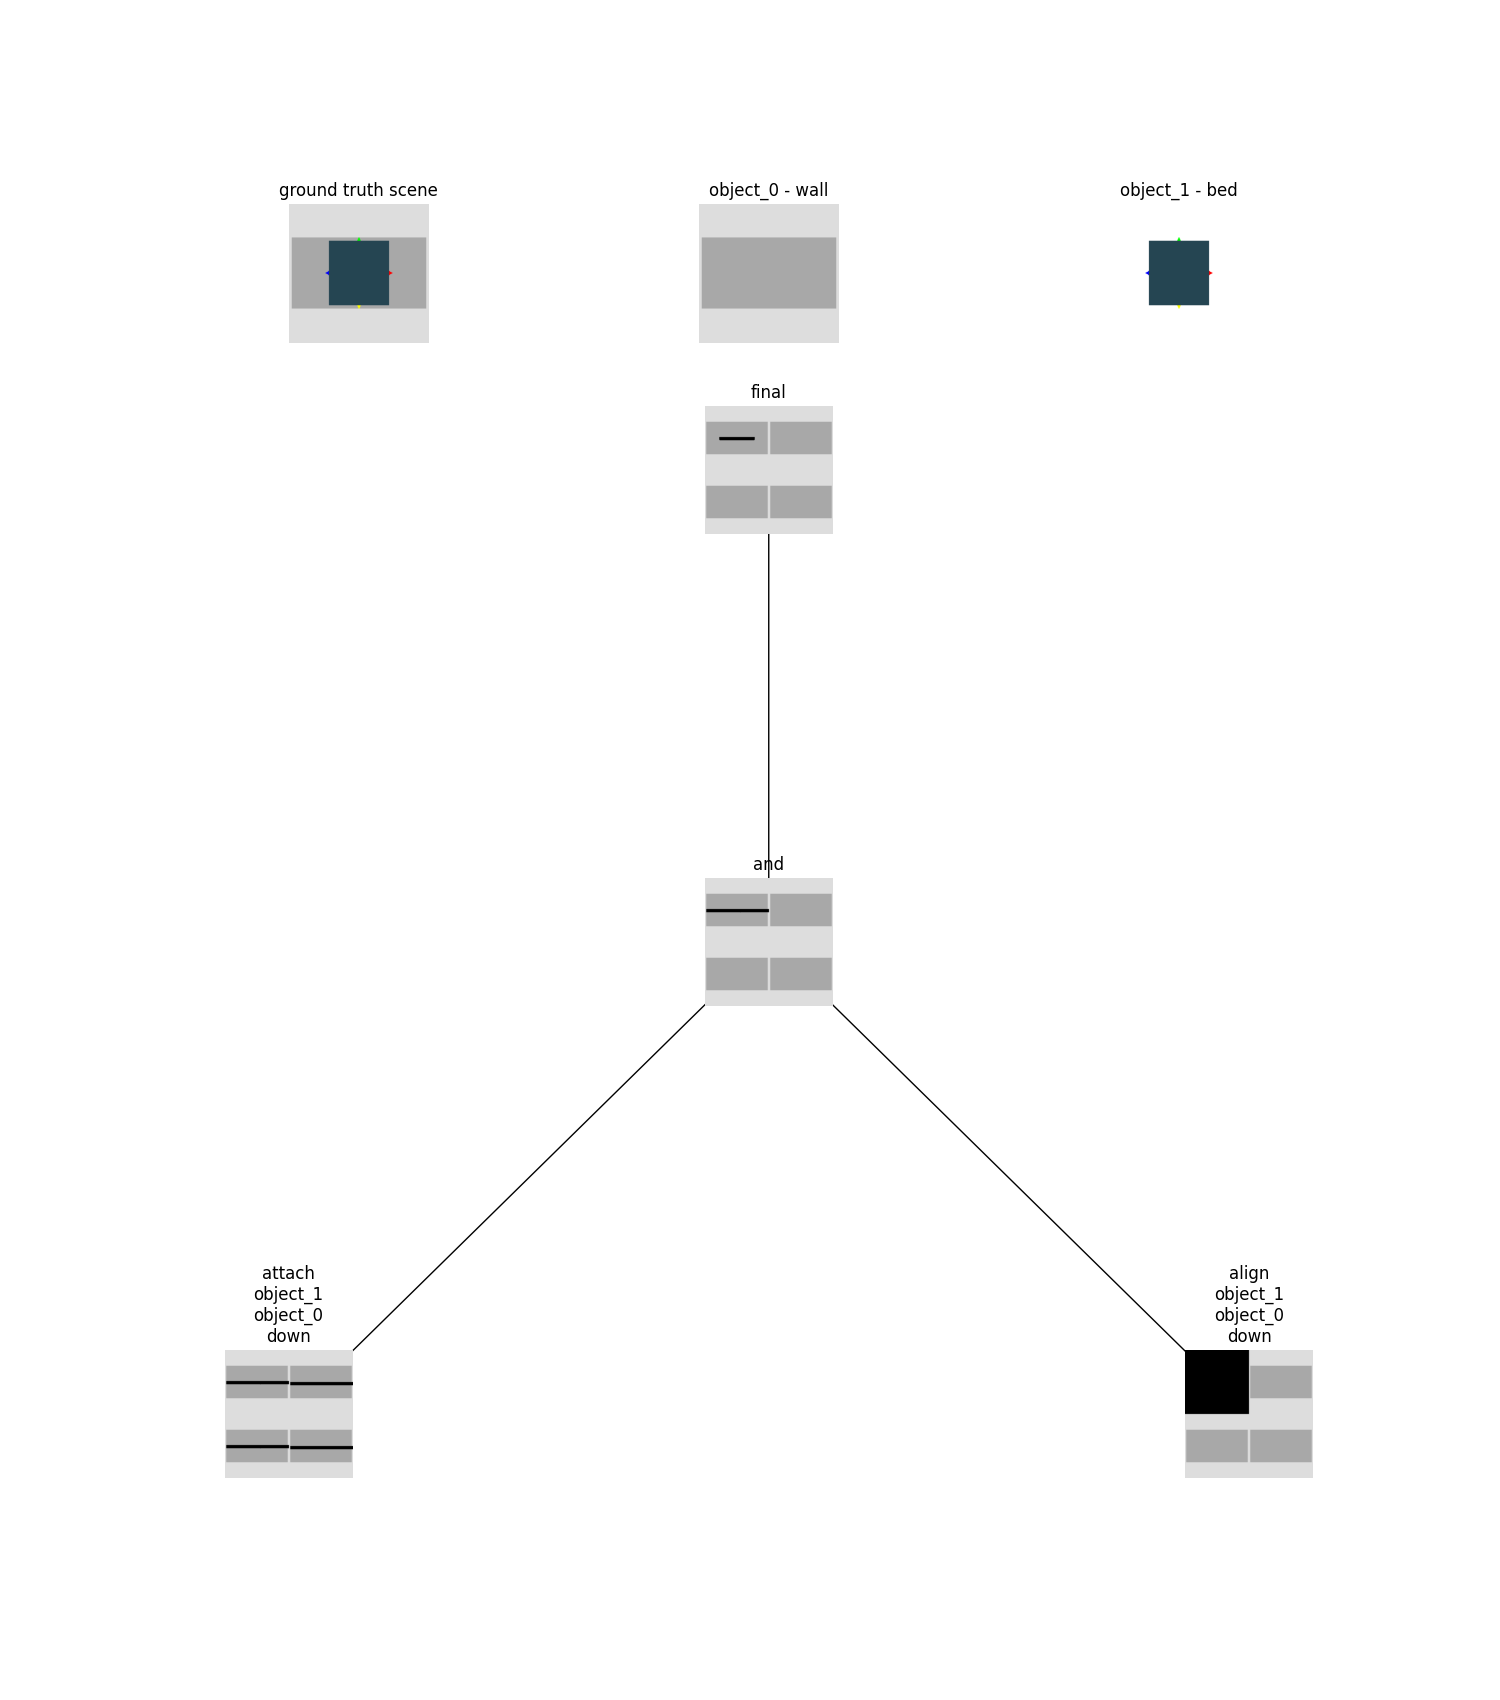 ground truth scene
object_0 - wall
object_1 - bed
final
and
attach
object_1
object_0
down
align
object_1
object_0
down